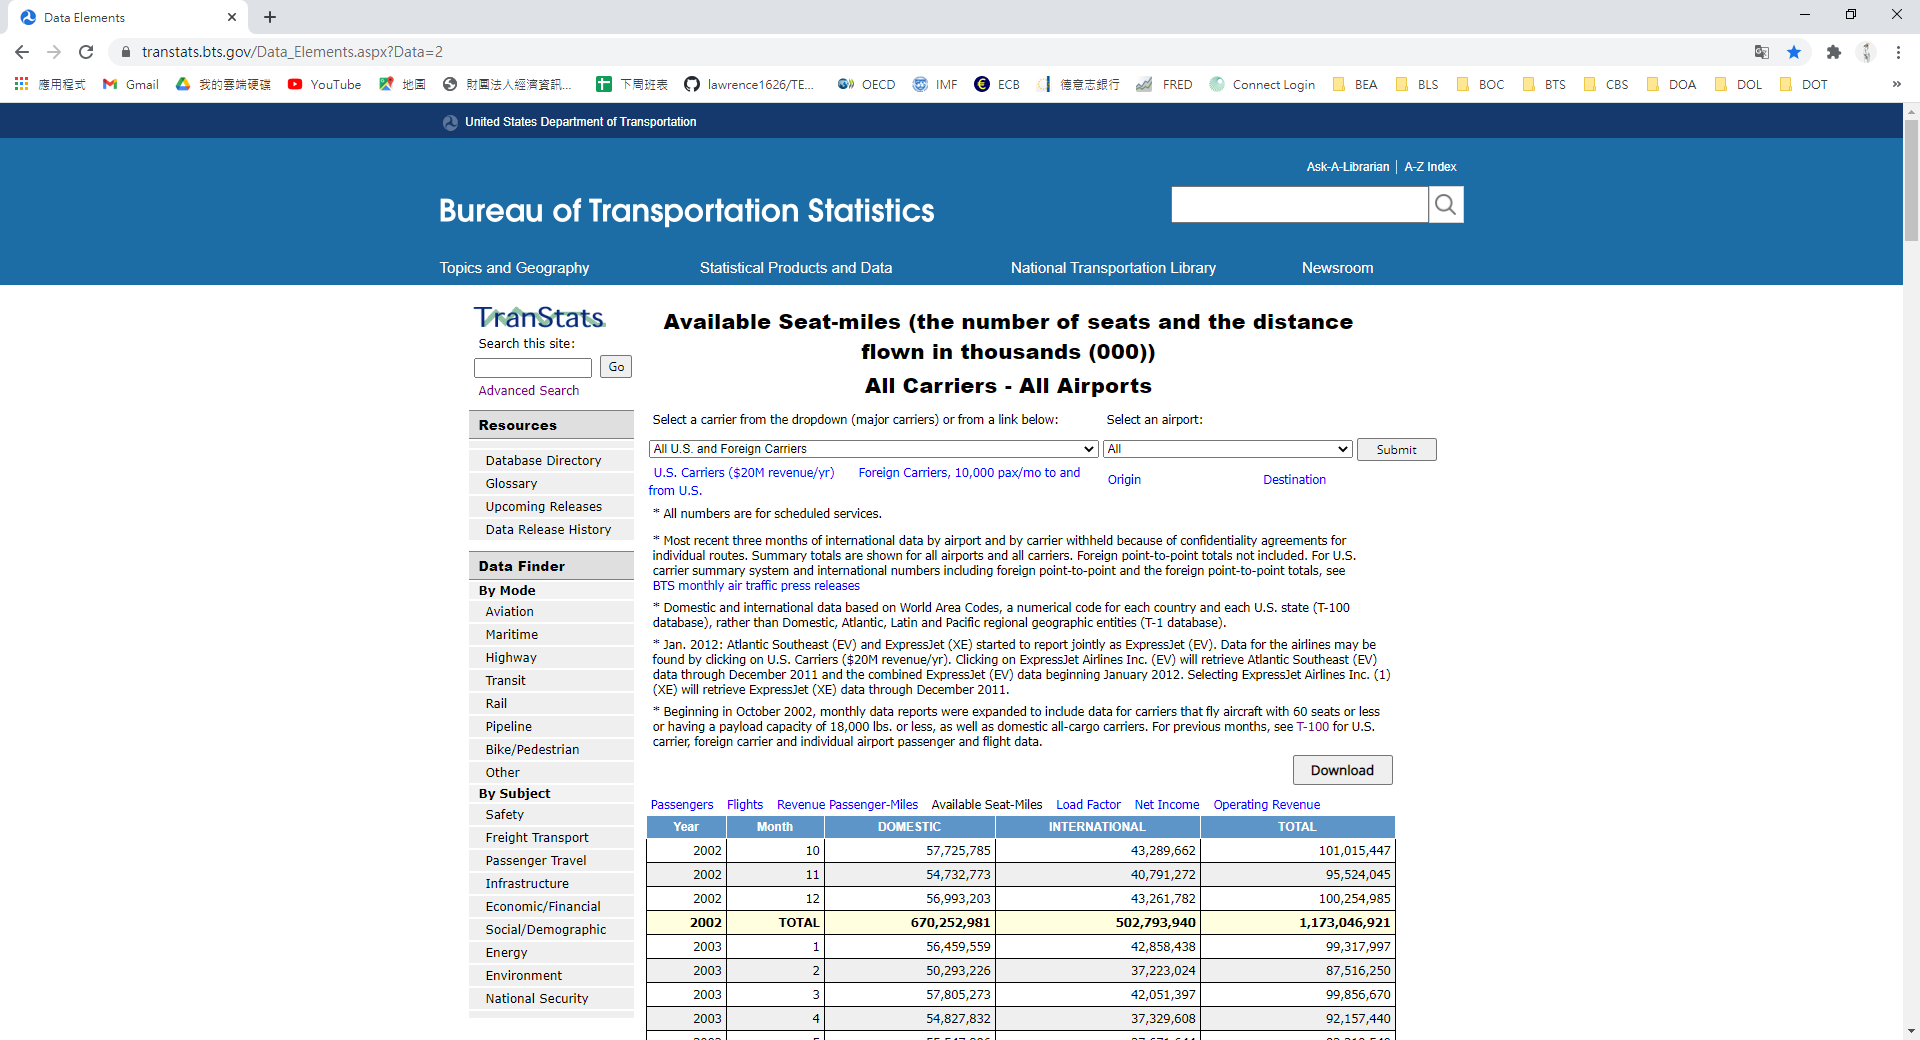 Data Elements
transtats.bts.gov/Data_Elements.aspx?Data=2
應用程式 Gmail 我的雲端硬碟 YouTube 地圖 財團法人經濟資訊... 下周班表 lawrence1626/TE... OECD IMF ECB 德意志銀行 FRED Connect Login BEA BLS BOC BTS CBS DOA DOL DOT »
United States Department of Transportation
Ask-A-Librarian | A-Z Index
Bureau of Transportation Statistics
Topics and Geography Statistical Products and Data National Transportation Library Newsroom
TranStats
Search this site:
Go
Advanced Search
Resources
Database Directory
Glossary
Upcoming Releases
Data Release History
Data Finder
By Mode
Aviation
Maritime
Highway
Transit
Rail
Pipeline
Bike/Pedestrian
Other
By Subject
Safety
Freight Transport
Passenger Travel
Infrastructure
Economic/Financial
Social/Demographic
Energy
Environment
National Security
Available Seat-miles (the number of seats and the distance
flown in thousands (000))
All Carriers - All Airports
Select a carrier from the dropdown (major carriers) or from a link below: Select an airport:
All U.S. and Foreign Carriers All Submit
U.S. Carriers ($20M revenue/yr) Foreign Carriers, 10,000 pax/mo to and
from U.S.
Origin Destination
* All numbers are for scheduled services.
* Most recent three months of international data by airport and by carrier withheld because of confidentiality agreements for
individual routes. Summary totals are shown for all airports and all carriers. Foreign point-to-point totals not included. For U.S.
carrier summary system and international numbers including foreign point-to-point and the foreign point-to-point totals, see
BTS monthly air traffic press releases
* Domestic and international data based on World Area Codes, a numerical code for each country and each U.S. state (T-100
database), rather than Domestic, Atlantic, Latin and Pacific regional geographic entities (T-1 database).
* Jan. 2012: Atlantic Southeast (EV) and ExpressJet (XE) started to report jointly as ExpressJet (EV). Data for the airlines may be
found by clicking on U.S. Carriers ($20M revenue/yr). Clicking on ExpressJet Airlines Inc. (EV) will retrieve Atlantic Southeast (EV)
data through December 2011 and the combined ExpressJet (EV) data beginning January 2012. Selecting ExpressJet Airlines Inc. (1)
(XE) will retrieve ExpressJet (XE) data through December 2011.
* Beginning in October 2002, monthly data reports were expanded to include data for carriers that fly aircraft with 60 seats or less
or having a payload capacity of 18,000 lbs. or less, as well as domestic all-cargo carriers. For previous months, see T-100 for U.S.
carrier, foreign carrier and individual airport passenger and flight data.
Download
Passengers Flights Revenue Passenger-Miles Available Seat-Miles Load Factor Net Income Operating Revenue
Year Month DOMESTIC INTERNATIONAL TOTAL
2002 10 57,725,785 43,289,662 101,015,447
2002 11 54,732,773 40,791,272 95,524,045
2002 12 56,993,203 43,261,782 100,254,985
2002 TOTAL 670,252,981 502,793,940 1,173,046,921
2003 1 56,459,559 42,858,438 99,317,997
2003 2 50,293,226 37,223,024 87,516,250
2003 3 57,805,273 42,051,397 99,856,670
2003 4 54,827,832 37,329,608 92,157,440